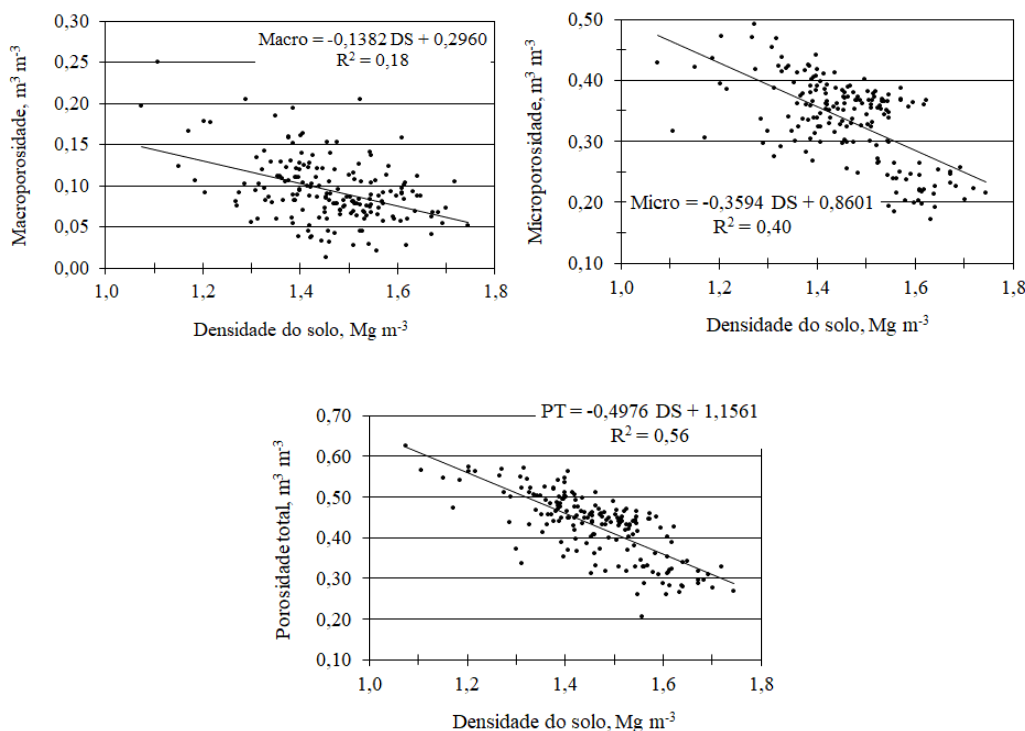 Macroporosidade, m³ m⁻³
0,30
0,25
0,20
0,15
0,10
0,05
0,00
Macro = -0,1382 DS + 0,2960
R² = 0,18
1,0 1,2 1,4 1,6 1,8
Densidade do solo, Mg m⁻³
Microporosidade, m³ m⁻³
0,50
0,40
0,30
0,20
0,10
Micro = -0,3594 DS + 0,8601
R² = 0,40
1,0 1,2 1,4 1,6 1,8
Densidade do solo, Mg m⁻³
Porosidade total, m³ m⁻³
0,70
0,60
0,50
0,40
0,30
0,20
0,10
PT = -0,4976 DS + 1,1561
R² = 0,56
1,0 1,2 1,4 1,6 1,8
Densidade do solo, Mg m⁻³